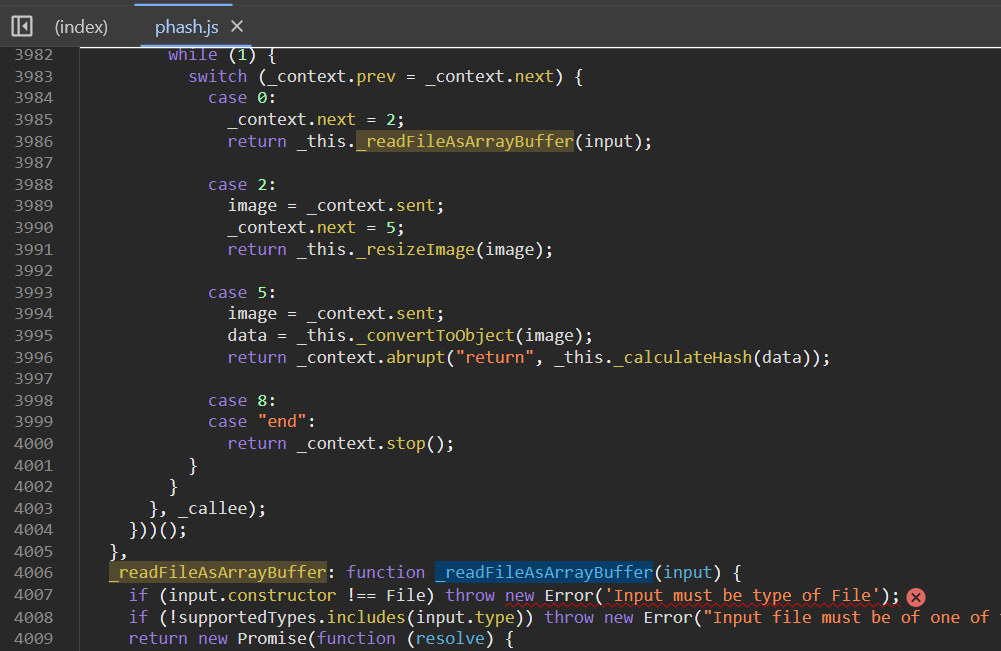 (index) phash.js
3982 while (1) {
3983 switch (_context.prev = _context.next) {
3984 case 0:
3985 _context.next = 2;
3986 return _this._readFileAsArrayBuffer(input);
3987
3988 case 2:
3989 image = _context.sent;
3990 _context.next = 5;
3991 return _this._resizeImage(image);
3992
3993 case 5:
3994 image = _context.sent;
3995 data = _this._convertToObject(image);
3996 return _context.abrupt("return", _this._calculateHash(data));
3997
3998 case 8:
3999 case "end":
4000 return _context.stop();
4001 }
4002 }
4003 }, _callee);
4004 }))();
4005 },
4006 _readFileAsArrayBuffer: function _readFileAsArrayBuffer(input) {
4007 if (input.constructor !== File) throw new Error('Input must be type of File');
4008 if (!supportedTypes.includes(input.type)) throw new Error("Input file must be of one of
4009 return new Promise(function (resolve) {